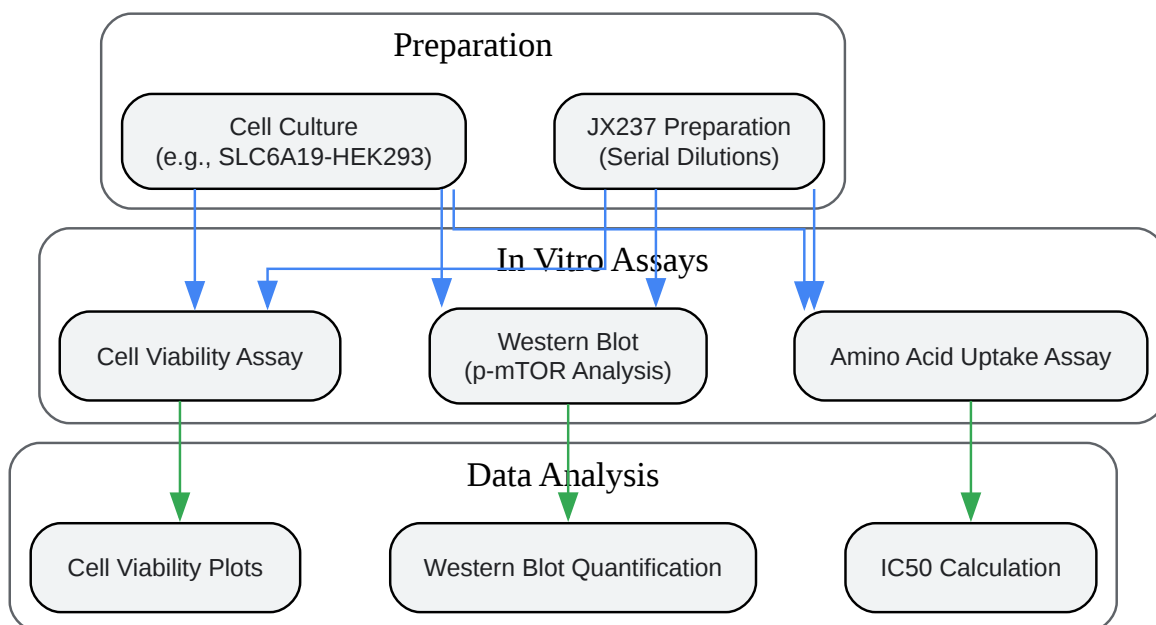 Preparation
Cell Culture
(e.g., SLC6A19-HEK293)
JX237 Preparation
(Serial Dilutions)
In Vitro Assays
Cell Viability Assay
Western Blot
(p-mTOR Analysis)
Amino Acid Uptake Assay
Data Analysis
Cell Viability Plots
Western Blot Quantification
IC50 Calculation